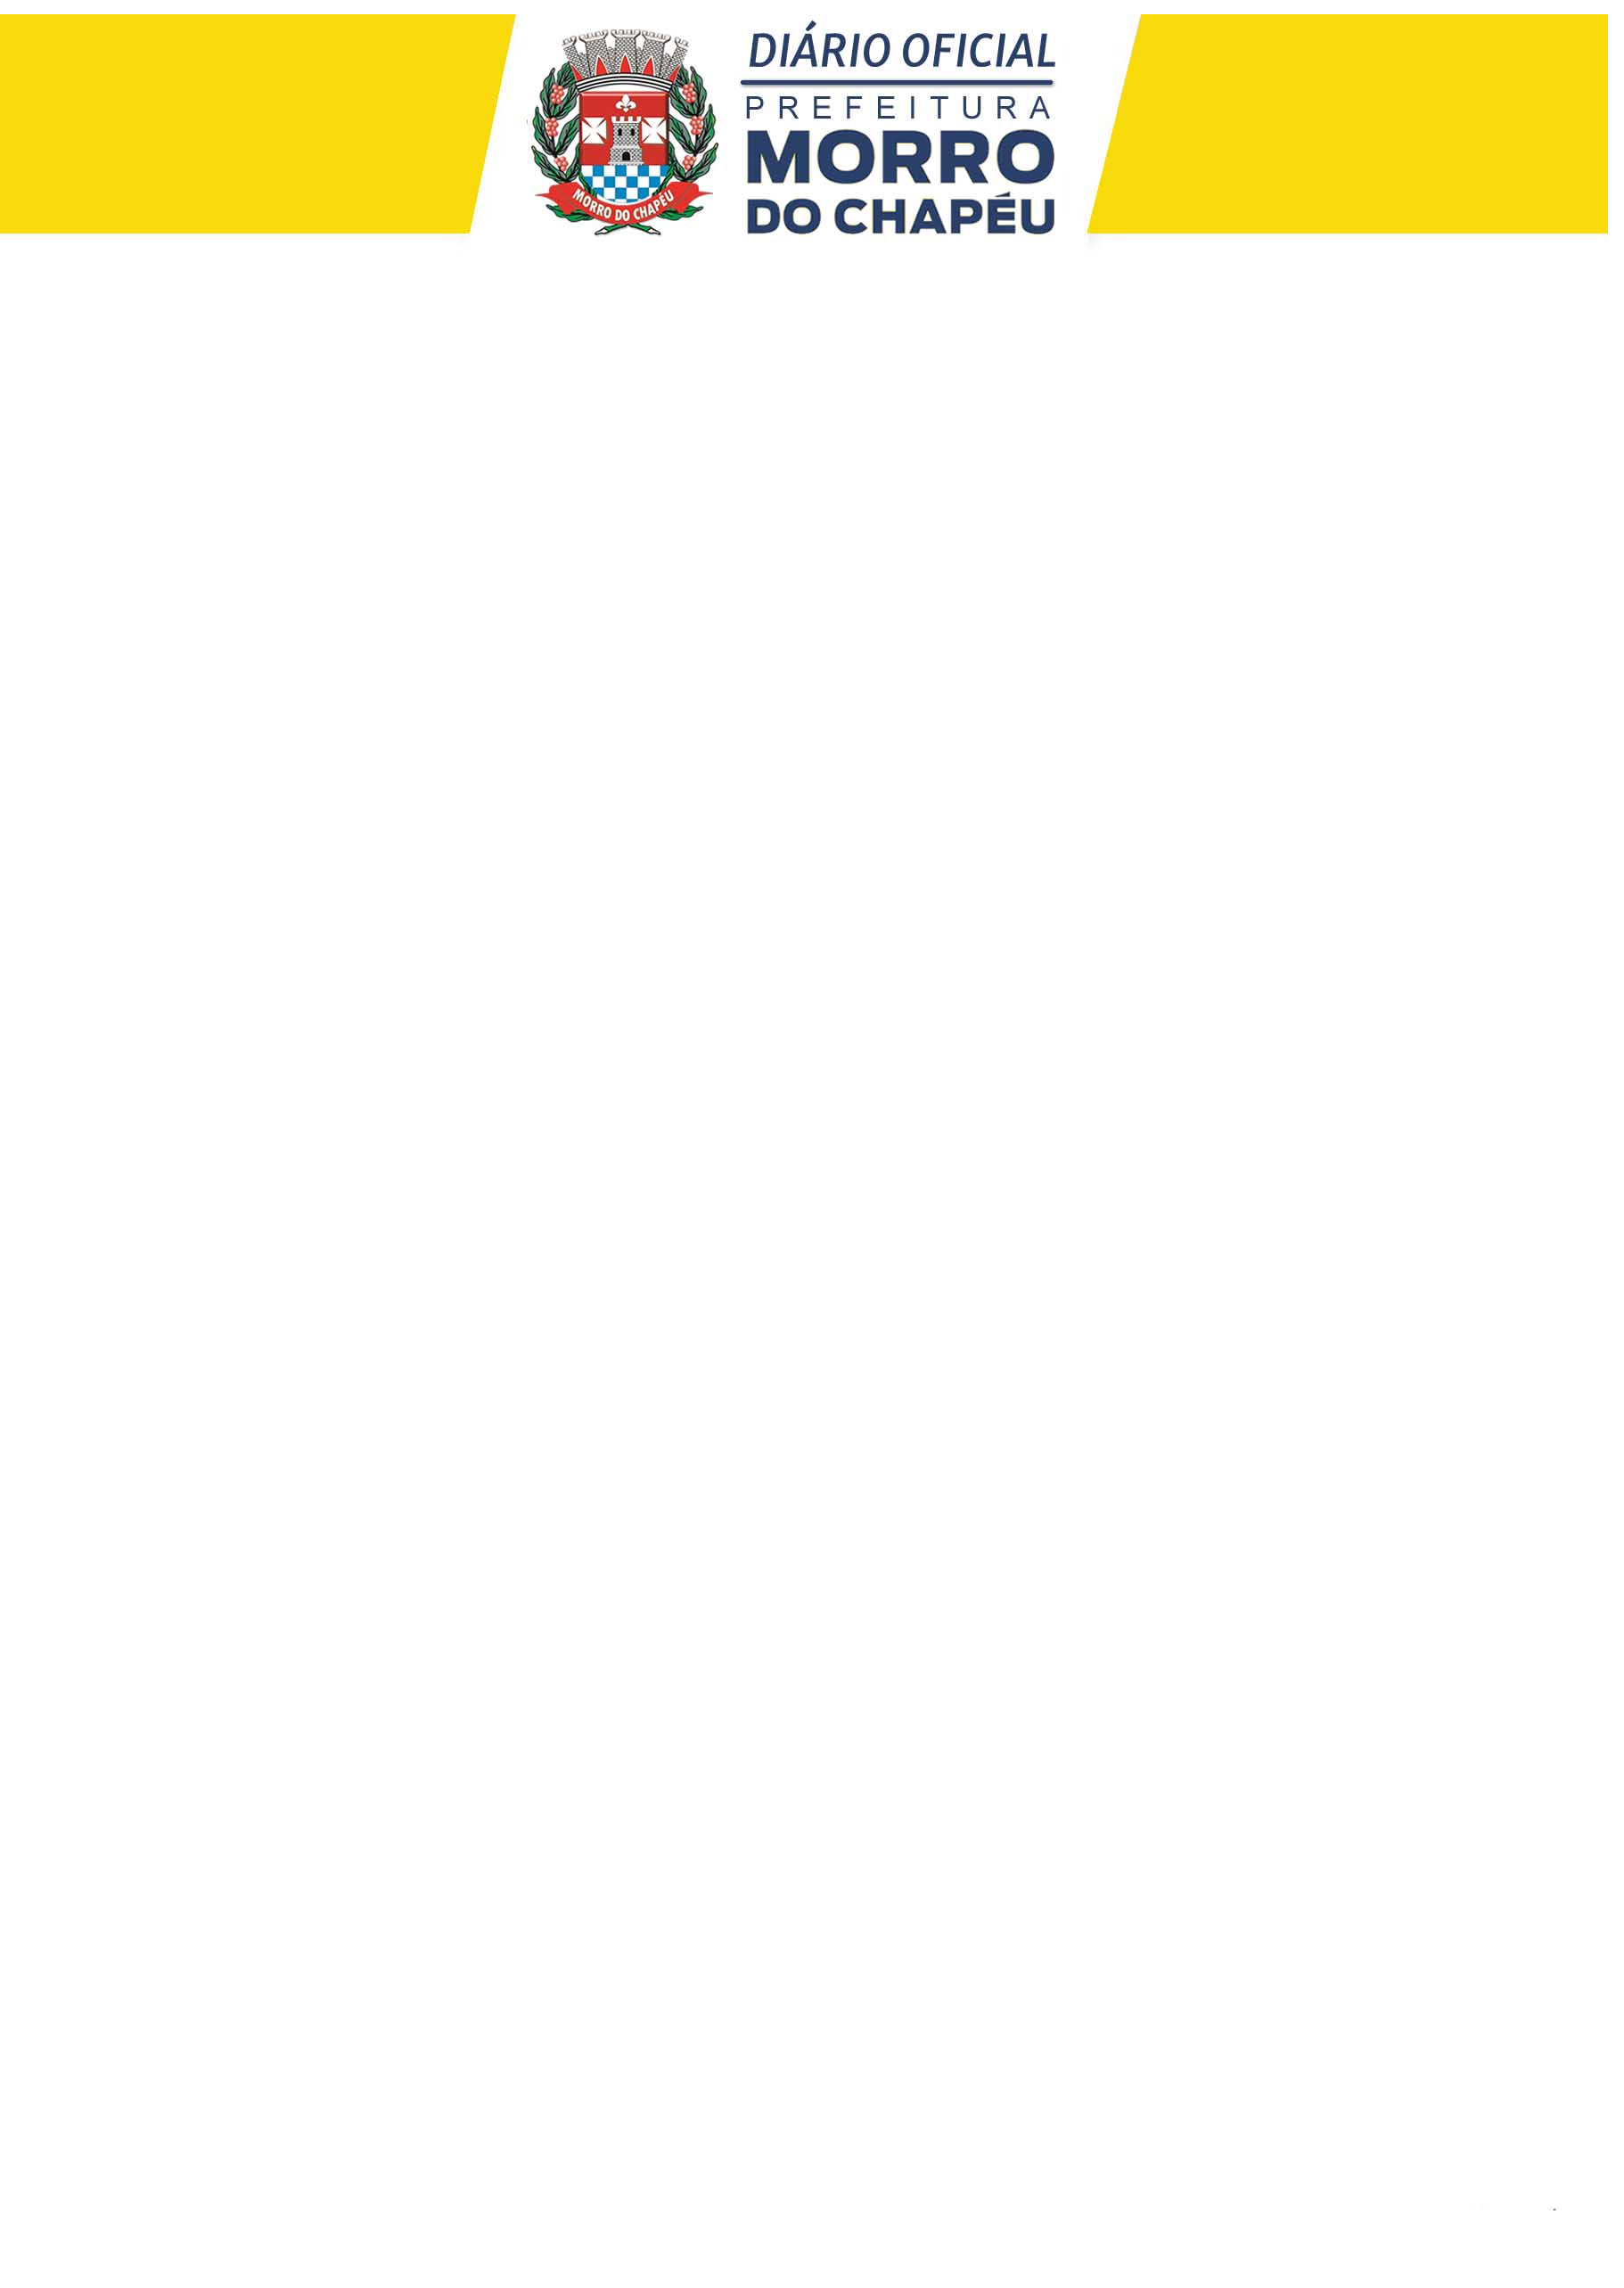 DIÁRIO OFICIAL
PREFEITURA
MORRO
DO CHAPÉU
MORRO DO CHAPÉU